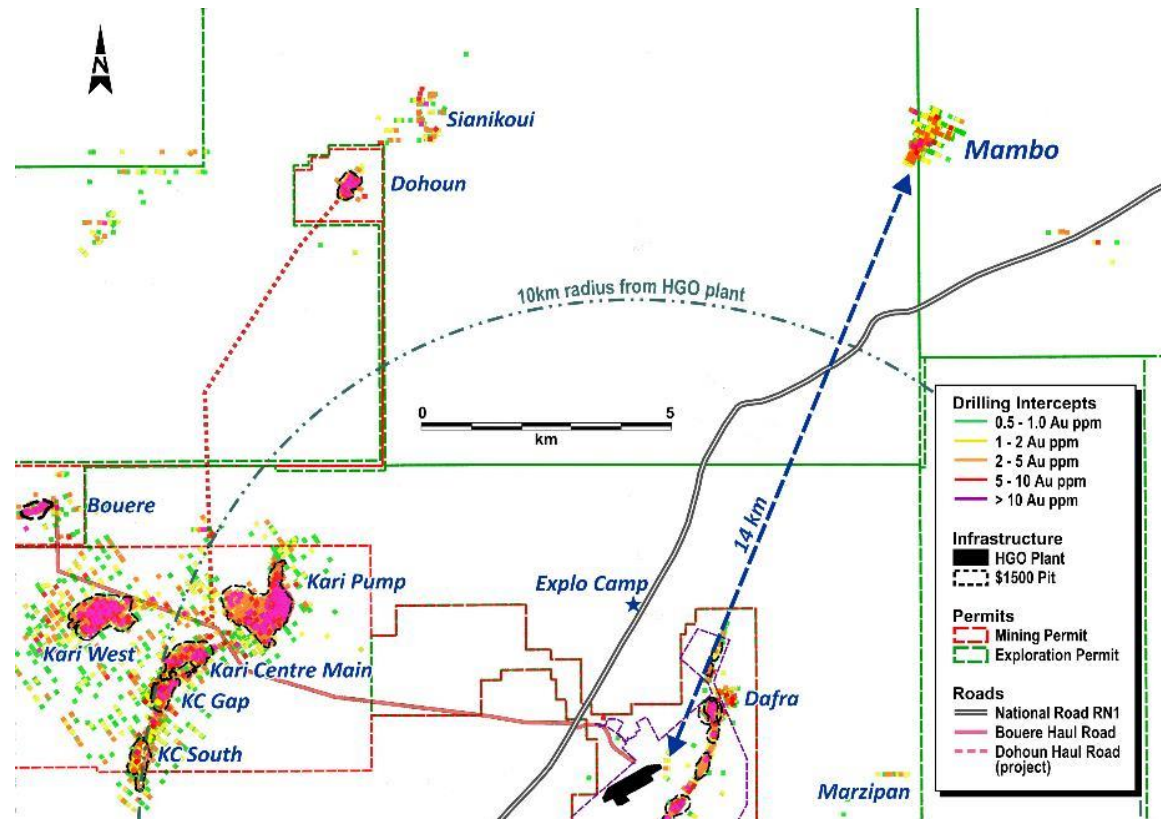 N
Sianikoui
Mambo
Dohoun
10km radius from HGO plant
0 5
km
14 km
Bouere
Kari Pump
Explo Camp
Kari West
Kari Centre Main
KC Gap
Dafra
KC South
Marzipan
Drilling Intercepts
0.5 - 1.0 Au ppm
1 - 2 Au ppm
2 - 5 Au ppm
5 - 10 Au ppm
> 10 Au ppm
Infrastructure
HGO Plant
$1500 Pit
Permits
Mining Permit
Exploration Permit
Roads
National Road RN1
Bouere Haul Road
Dohoun Haul Road
(project)